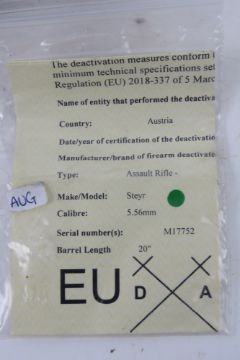 The deactivation measures conform
minimum technical specifications set
Regulation (EU) 2018-337 of 5 Marc
Name of entity that performed the deactiva
Country: Austria
Date/year of certification of the deactivatio
Manufacturer/brand of firearm deactivate
Type: Assault Rifle -
AUG
Make/Model: Steyr
Calibre: 5.56mm
Serial number(s): M17752
Barrel Length 20"
EU D A